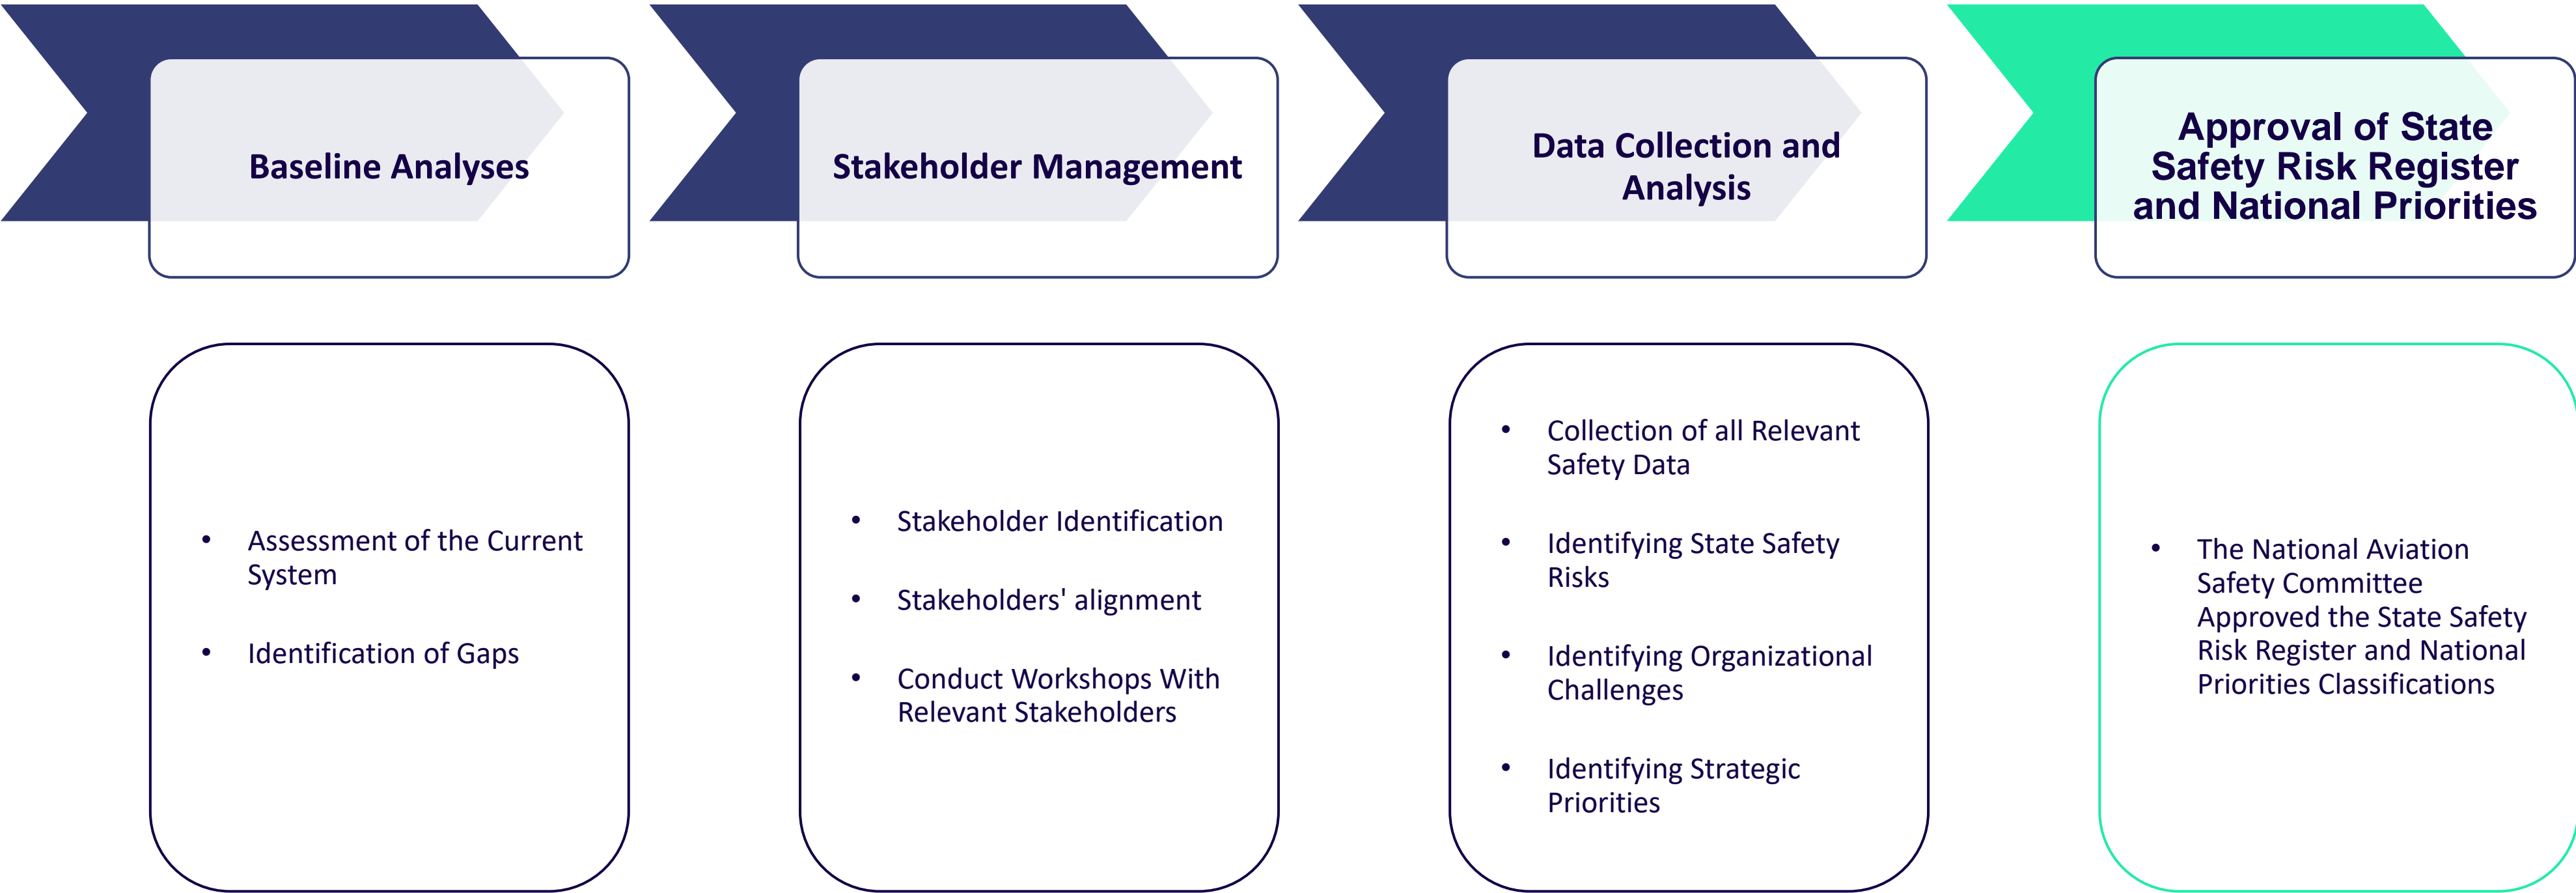 Baseline Analyses
Stakeholder Management
Data Collection and
Analysis
Approval of State
Safety Risk Register
and National Priorities
• Assessment of the Current
System
• Identification of Gaps
• Stakeholder Identification
• Stakeholders' alignment
• Conduct Workshops With
Relevant Stakeholders
• Collection of all Relevant
Safety Data
• Identifying State Safety
Risks
• Identifying Organizational
Challenges
• Identifying Strategic
Priorities
• The National Aviation
Safety Committee
Approved the State Safety
Risk Register and National
Priorities Classifications